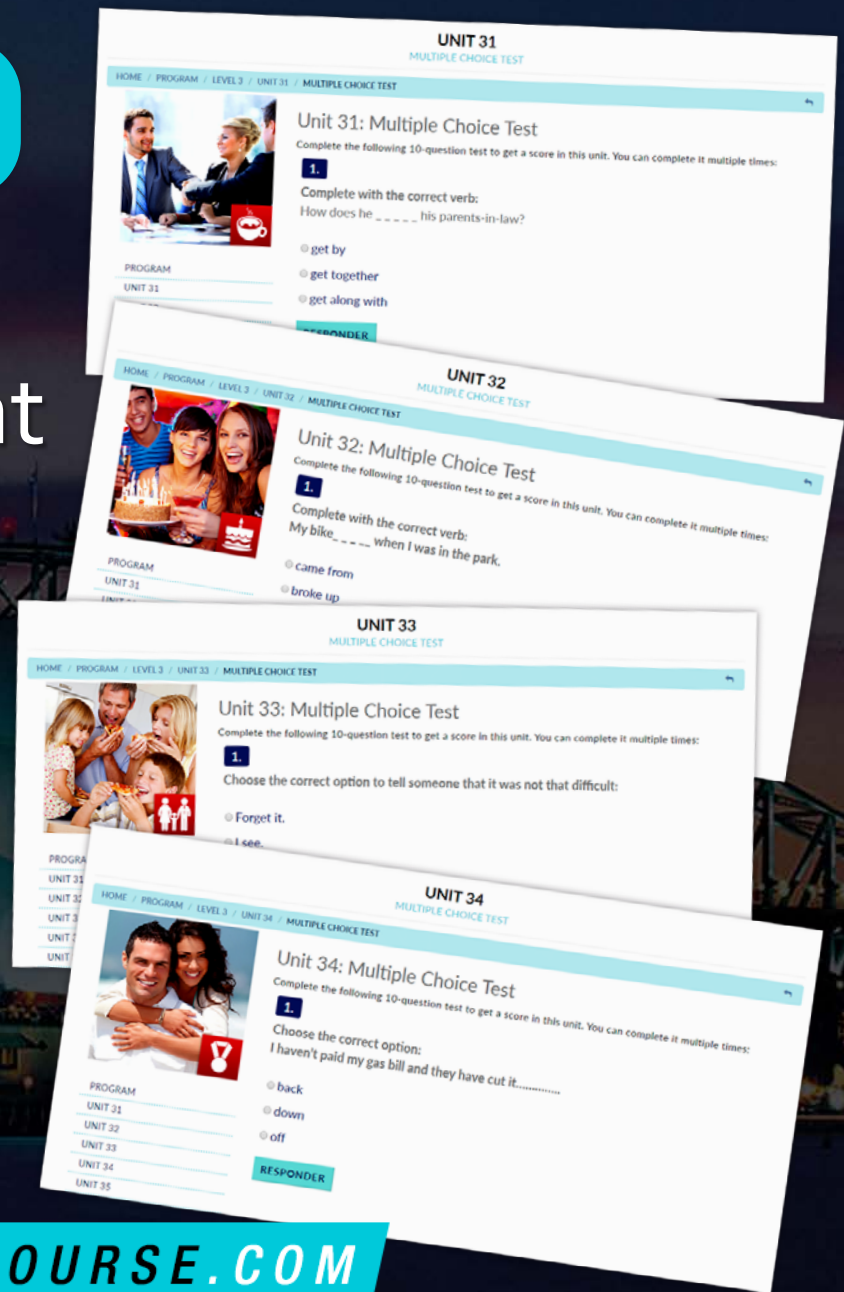 nt
UNIT 31
MULTIPLE CHOICE TEST
HOME / PROGRAM / LEVEL 3 / UNIT 31 / MULTIPLE CHOICE TEST
Unit 31: Multiple Choice Test
Complete the following 10-question test to get a score in this unit. You can complete it multiple times:
1.
Complete with the correct verb:
How does he _ _ _ _ _ his parents-in-law?
get by
get together
get along with
RESPONDER
PROGRAM
UNIT 31
UNIT 32
MULTIPLE CHOICE TEST
HOME / PROGRAM / LEVEL 3 / UNIT 32 / MULTIPLE CHOICE TEST
Unit 32: Multiple Choice Test
Complete the following 10-question test to get a score in this unit. You can complete it multiple times:
1.
Complete with the correct verb:
My bike_ _ _ _ _ when I was in the park.
came from
broke up
PROGRAM
UNIT 31
UNIT 33
MULTIPLE CHOICE TEST
HOME / PROGRAM / LEVEL 3 / UNIT 33 / MULTIPLE CHOICE TEST
Unit 33: Multiple Choice Test
Complete the following 10-question test to get a score in this unit. You can complete it multiple times:
1.
Choose the correct option to tell someone that it was not that difficult:
Forget it.
I see.
PROGRA
UNIT 31
UNIT 32
UNIT 3
UNIT
UNIT
UNIT 34
MULTIPLE CHOICE TEST
HOME / PROGRAM / LEVEL 3 / UNIT 34 / MULTIPLE CHOICE TEST
Unit 34: Multiple Choice Test
Complete the following 10-question test to get a score in this unit. You can complete it multiple times:
1.
Choose the correct option:
I haven't paid my gas bill and they have cut it.............
back
down
off
RESPONDER
PROGRAM
UNIT 31
UNIT 32
UNIT 33
UNIT 34
UNIT 35
OURSE.COM